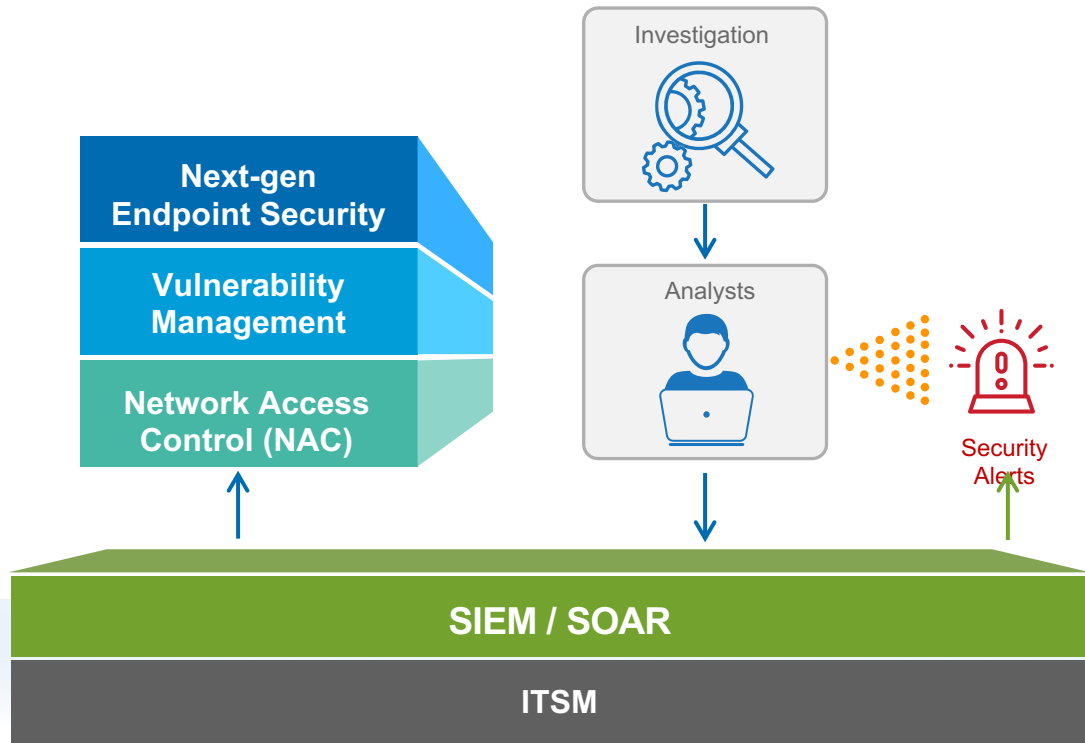 Investigation
Next-gen
Endpoint Security
Vulnerability
Management
Network Access
Control (NAC)
Analysts
Security
Alerts
SIEM / SOAR
ITSM